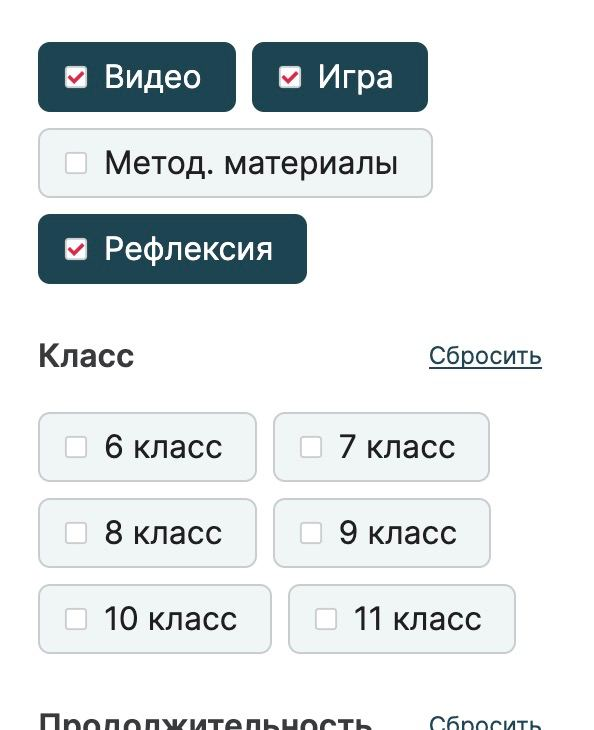 Видео Игра
Метод. материалы
Рефлексия
Класс Сбросить
6 класс 7 класс
8 класс 9 класс
10 класс 11 класс
Продолжительность Сбросить